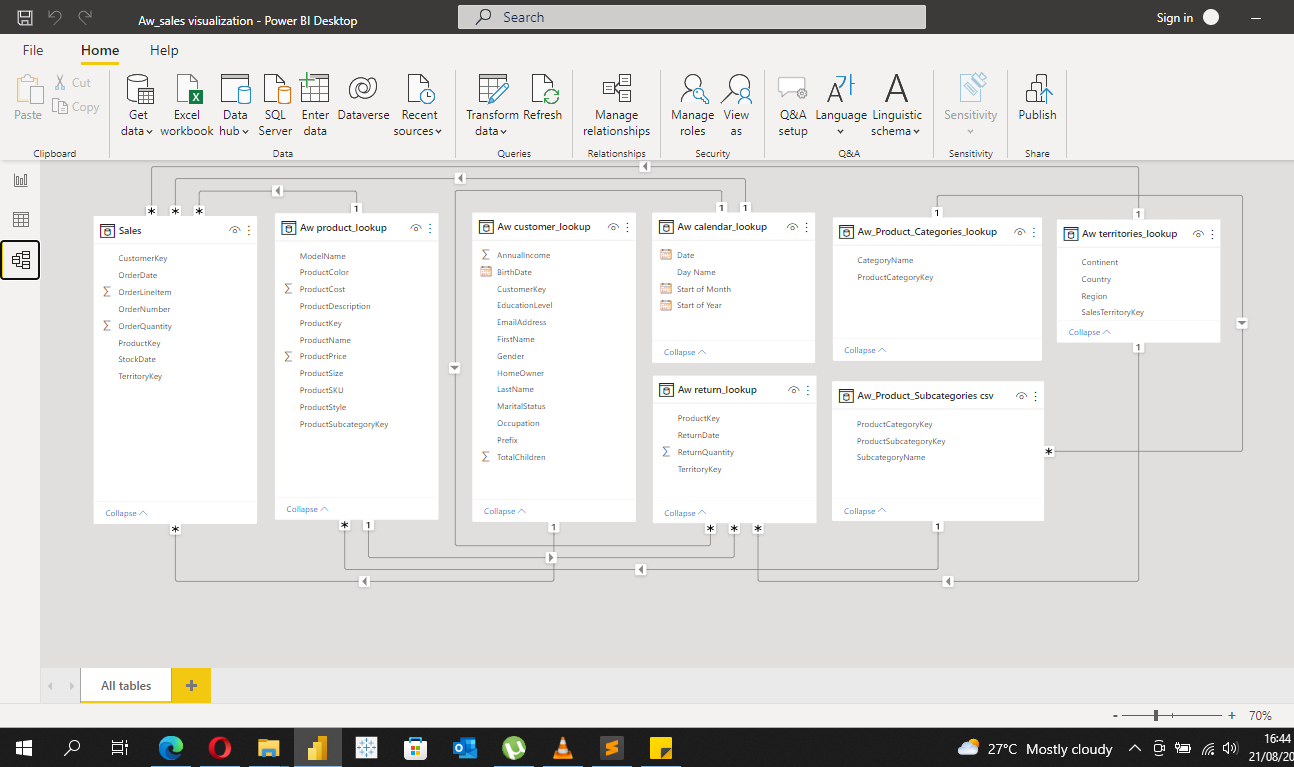 Aw_sales visualization - Power BI Desktop
Search
Sign in
File
Home
Help
Paste
Cut
Copy
Get data
Excel workbook
Data hub
SQL Server
Enter data
Dataverse
Recent sources
Transform data
Refresh
Manage relationships
Manage roles
View as
Q&A setup
Language
Linguistic schema
Sensitivity
Publish
Clipboard
Data
Queries
Relationships
Security
Q&A
Sensitivity
Share
Sales
CustomerKey
OrderDate
OrderLineItem
OrderNumber
OrderQuantity
ProductKey
StockDate
TerritoryKey
Collapse
Aw product_lookup
ModelName
ProductColor
ProductCost
ProductDescription
ProductKey
ProductName
ProductPrice
ProductSize
ProductSKU
ProductStyle
ProductSubcategoryKey
Collapse
Aw customer_lookup
AnnualIncome
BirthDate
CustomerKey
EducationLevel
EmailAddress
FirstName
Gender
HomeOwner
LastName
MaritalStatus
Occupation
Prefix
TotalChildren
Collapse
Aw calendar_lookup
Date
Day Name
Start of Month
Start of Year
Collapse
Aw return_lookup
ProductKey
ReturnDate
ReturnQuantity
TerritoryKey
Collapse
Aw_Product_Categories_lookup
CategoryName
ProductCategoryKey
Collapse
Aw_Product_Subcategories csv
ProductCategoryKey
ProductSubcategoryKey
SubcategoryName
Collapse
Aw territories_lookup
Continent
Country
Region
SalesTerritoryKey
Collapse
All tables
70%
27°C Mostly cloudy
16:44
21/08/20